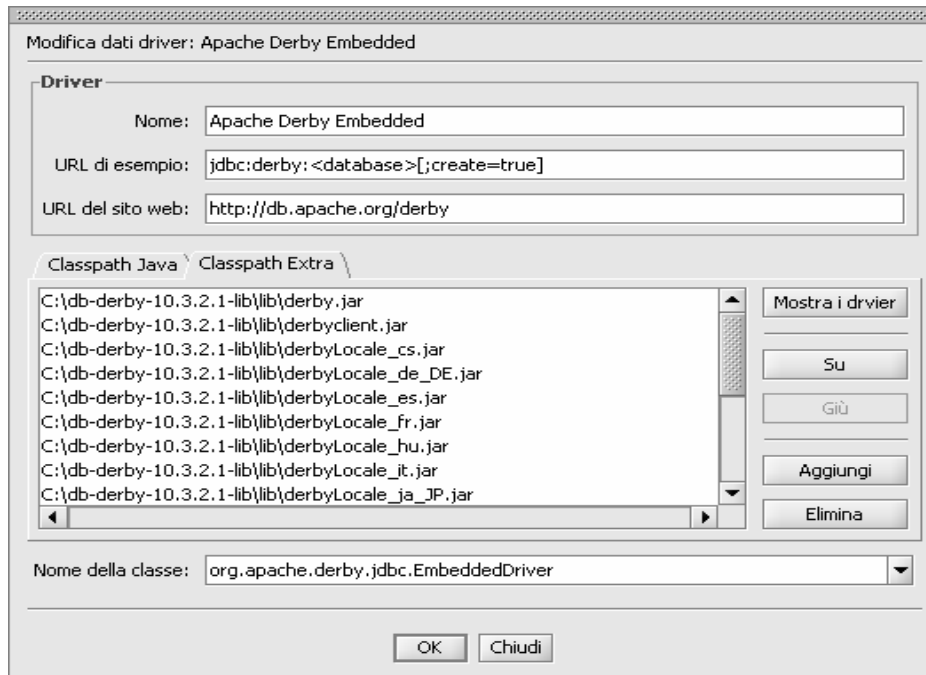 Modifica dati driver: Apache Derby Embedded
Driver
Nome: Apache Derby Embedded
URL di esempio: jdbc:derby:<database>[;create=true]
URL del sito web: http://db.apache.org/derby
Classpath Java Classpath Extra
C:\db-derby-10.3.2.1-lib\lib\derby.jar Mostra i drvier
C:\db-derby-10.3.2.1-lib\lib\derbyclient.jar
C:\db-derby-10.3.2.1-lib\lib\derbyLocale_cs.jar
C:\db-derby-10.3.2.1-lib\lib\derbyLocale_de_DE.jar Su
C:\db-derby-10.3.2.1-lib\lib\derbyLocale_es.jar
C:\db-derby-10.3.2.1-lib\lib\derbyLocale_fr.jar Giù
C:\db-derby-10.3.2.1-lib\lib\derbyLocale_hu.jar
C:\db-derby-10.3.2.1-lib\lib\derbyLocale_it.jar Aggiungi
C:\db-derby-10.3.2.1-lib\lib\derbyLocale_ja_JP.jar
Elimina
Nome della classe: org.apache.derby.jdbc.EmbeddedDriver
OK Chiudi